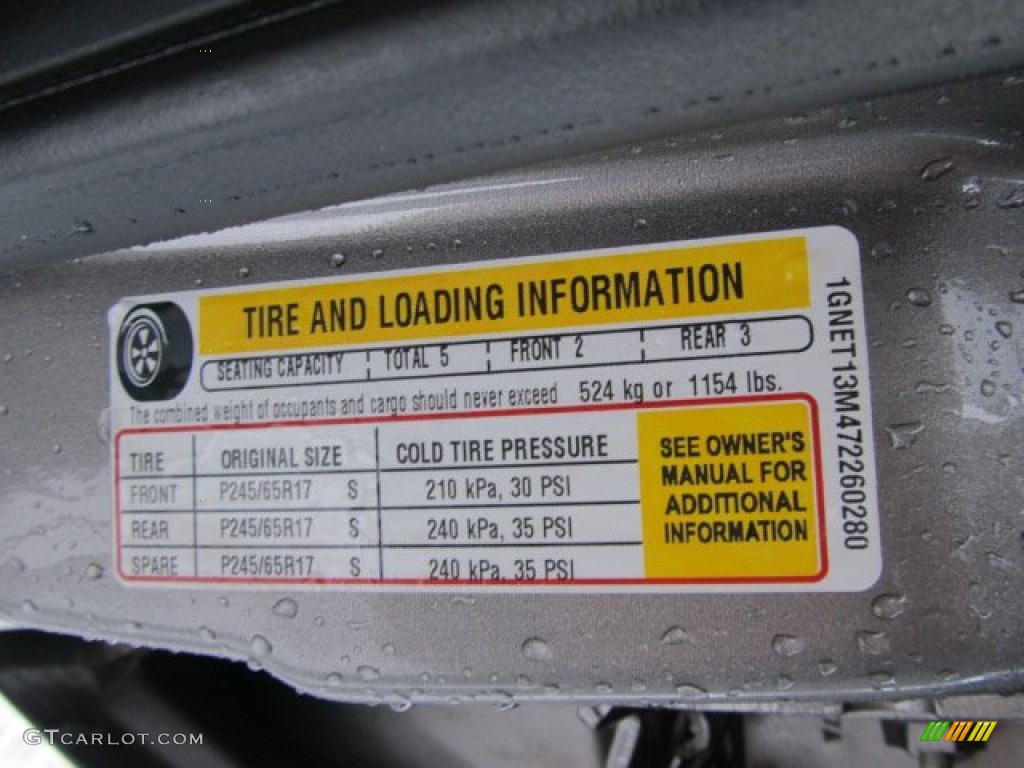 TIRE AND LOADING INFORMATION
SEATING CAPACITY TOTAL 5 FRONT 2 REAR 3
The combined weight of occupants and cargo should never exceed 524 kg or 1154 lbs.
TIRE ORIGINAL SIZE COLD TIRE PRESSURE
FRONT P245/65R17 S 210 kPa, 30 PSI
REAR P245/65R17 S 240 kPa, 35 PSI
SPARE P245/65R17 S 240 kPa, 35 PSI
SEE OWNER'S
MANUAL FOR
ADDITIONAL
INFORMATION
1GNET13M472260280
GTCARLOT.COM